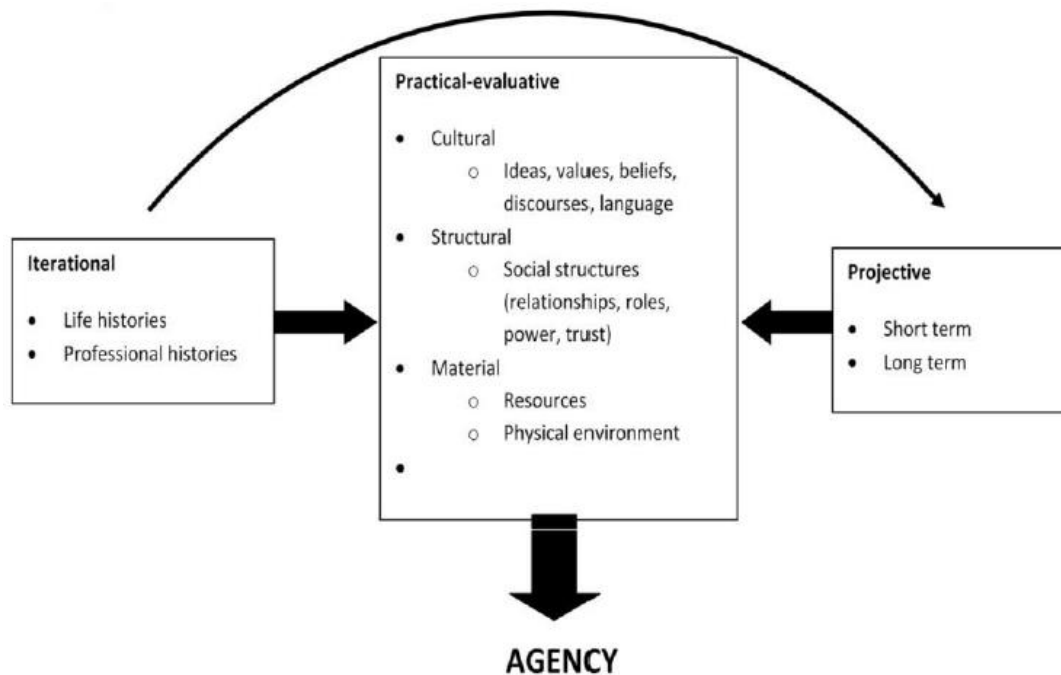 Practical-evaluative
• Cultural
○ Ideas, values, beliefs,
discourses, language
• Structural
○ Social structures
(relationships, roles,
power, trust)
• Material
○ Resources
○ Physical environment
•
Iterational
• Life histories
• Professional histories
Projective
• Short term
• Long term
AGENCY